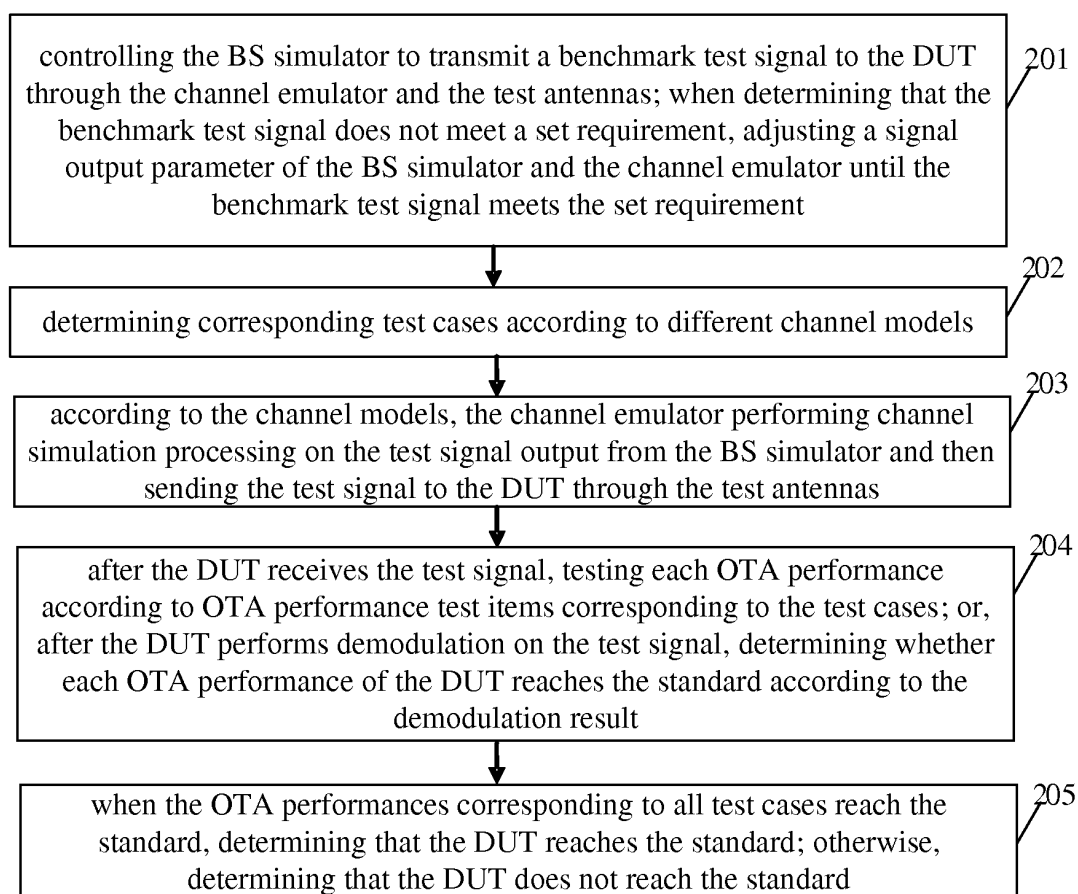 controlling the BS simulator to transmit a benchmark test signal to the DUT
through the channel emulator and the test antennas; when determining that the
benchmark test signal does not meet a set requirement, adjusting a signal
output parameter of the BS simulator and the channel emulator until the
benchmark test signal meets the set requirement
201
202
determining corresponding test cases according to different channel models
203
according to the channel models, the channel emulator performing channel
simulation processing on the test signal output from the BS simulator and then
sending the test signal to the DUT through the test antennas
204
after the DUT receives the test signal, testing each OTA performance
according to OTA performance test items corresponding to the test cases; or,
after the DUT performs demodulation on the test signal, determining whether
each OTA performance of the DUT reaches the standard according to the
demodulation result
205
when the OTA performances corresponding to all test cases reach the
standard, determining that the DUT reaches the standard; otherwise,
determining that the DUT does not reach the standard